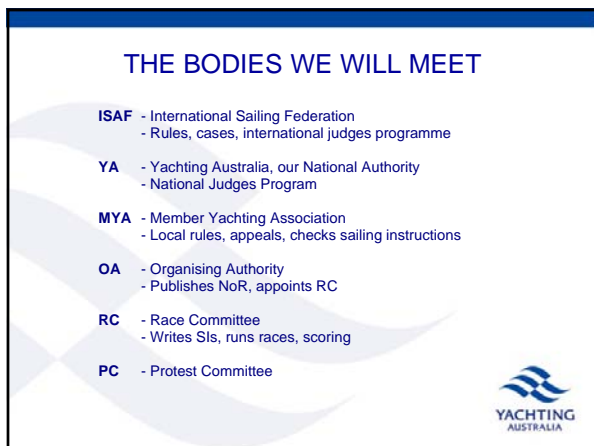 THE BODIES WE WILL MEET
ISAF - International Sailing Federation
- Rules, cases, international judges programme
YA - Yachting Australia, our National Authority
- National Judges Program
MYA - Member Yachting Association
- Local rules, appeals, checks sailing instructions
OA - Organising Authority
- Publishes NoR, appoints RC
RC - Race Committee
- Writes SIs, runs races, scoring
PC - Protest Committee
YACHTING
AUSTRALIA